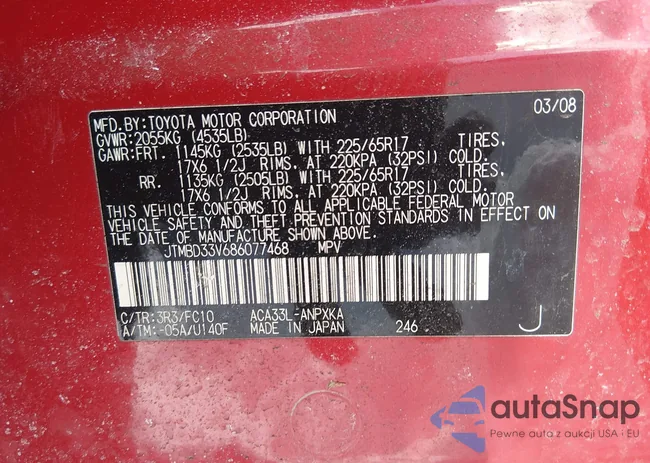 MFD.BY:TOYOTA MOTOR CORPORATION 03/08
GVWR:2055KG (4535LB)
GAWR:FRT. 1145KG (2535LB) WITH 225/65R17 TIRES,
17X6 1/2J RIMS, AT 220KPA (32PSI) COLD.
RR. 1135KG (2505LB) WITH 225/65R17 TIRES,
17X6 1/2J RIMS, AT 220KPA (32PSI) COLD.
THIS VEHICLE CONFORMS TO ALL APPLICABLE FEDERAL MOTOR
VEHICLE SAFETY AND THEFT PREVENTION STANDARDS IN EFFECT ON
THE DATE OF MANUFACTURE SHOWN ABOVE.
JTMBD33V686077468 MPV
C/TR:3R3/FC10 ACA33L-ANPXKA
A/TM:-05A/U140F MADE IN JAPAN 246 J
autaSnap
Pewne auta z aukcji USA i EU